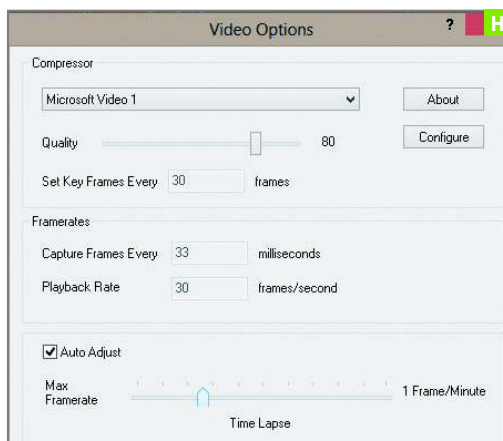 Video Options
?
H
Compressor
Microsoft Video 1
About
Quality
80
Configure
Set Key Frames Every 30 frames
Framerates
Capture Frames Every 33 milliseconds
Playback Rate 30 frames/second
Auto Adjust
Max
Framerate
1 Frame/Minute
Time Lapse